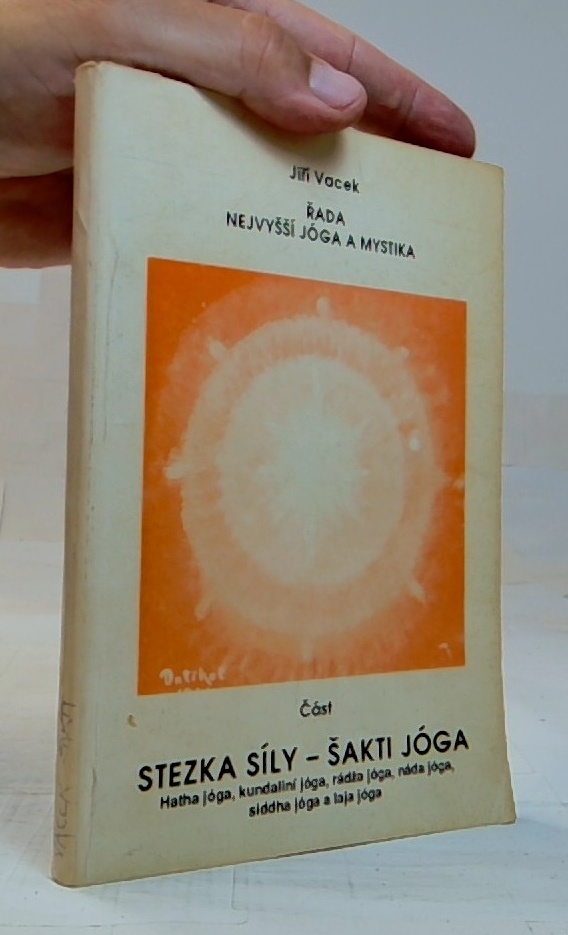 Jiří Vacek
ŘADA
NEJVYŠŠÍ JÓGA A MYSTIKA
Část
STEZKA SÍLY – ŠAKTI JÓGA
Hatha jóga, kundaliní jóga, rádža jóga, náda jóga,
siddha jóga a laja jóga